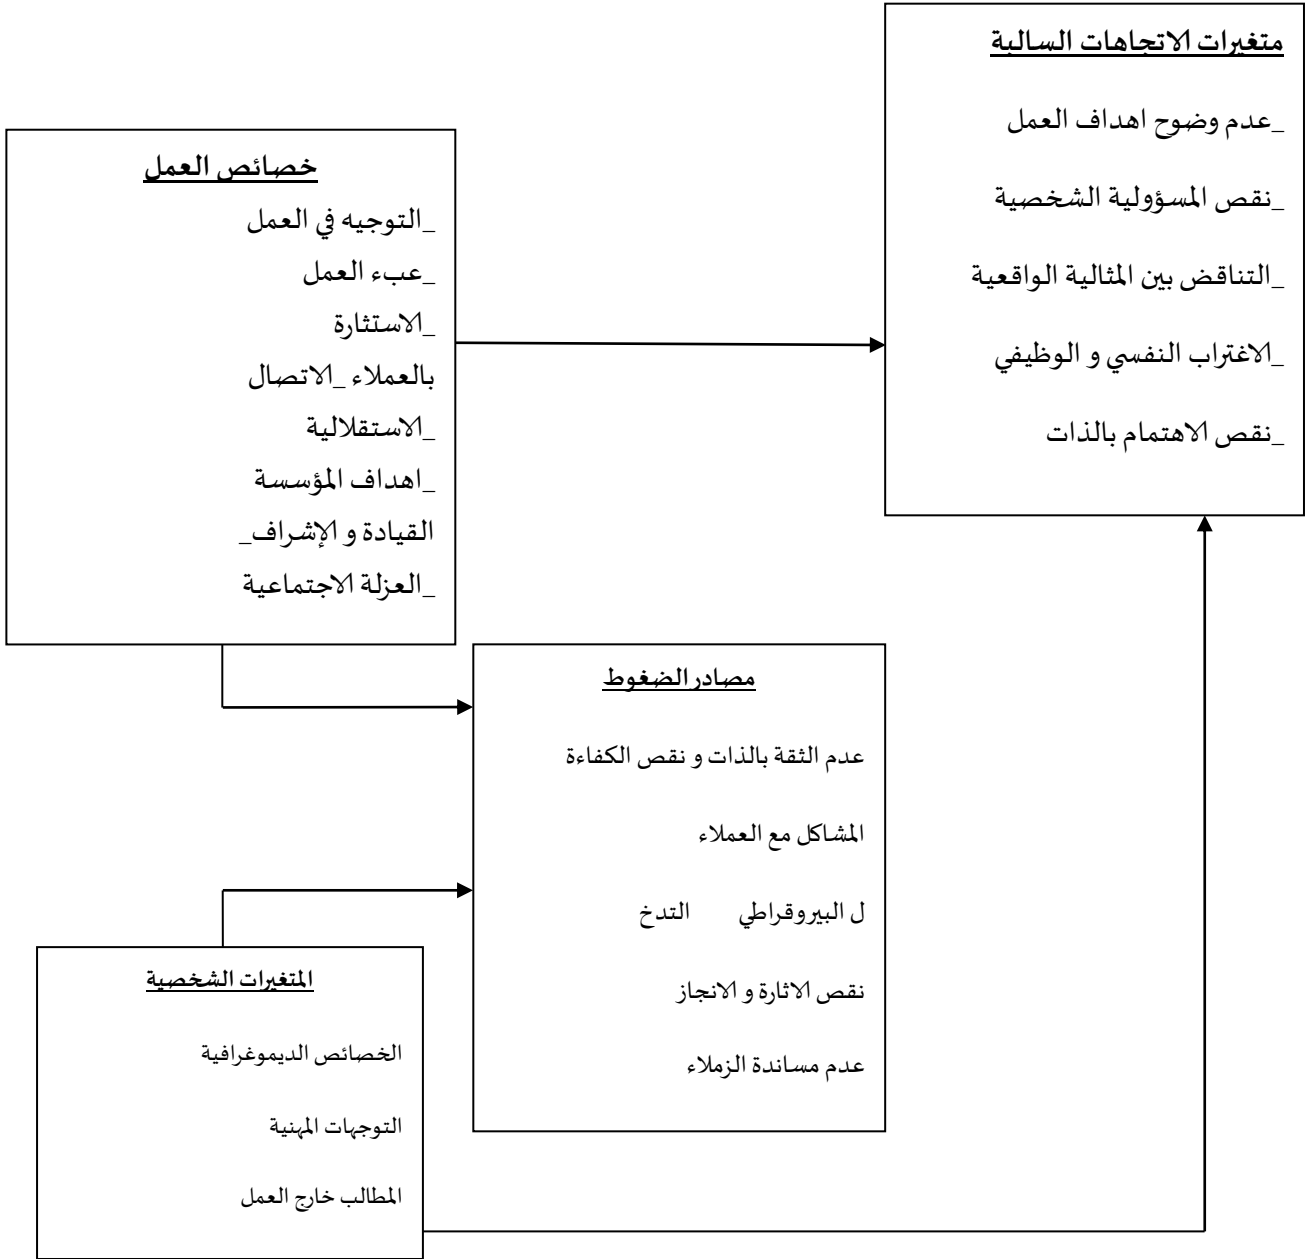 متغيرات الاتجاهات السالبة
_عدم وضوح اهداف العمل
_نقص المسؤولية الشخصية
_التناقض بين المثالية الواقعية
_الاغتراب النفسي و الوظيفي
_نقص الاهتمام بالذات
خصائص العمل
_التوجيه في العمل
_عبء العمل
_الاستثارة
بالعملاء _الاتصال
_الاستقلالية
_اهداف المؤسسة
القيادة و الإشراف_
_العزلة الاجتماعية
مصادر الضغوط
عدم الثقة بالذات و نقص الكفاءة
المشاكل مع العملاء
ل البيروقراطي التدخ
نقص الاثارة و الانجاز
عدم مساندة الزملاء
المتغيرات الشخصية
الخصائص الديموغرافية
التوجهات المهنية
المطالب خارج العمل